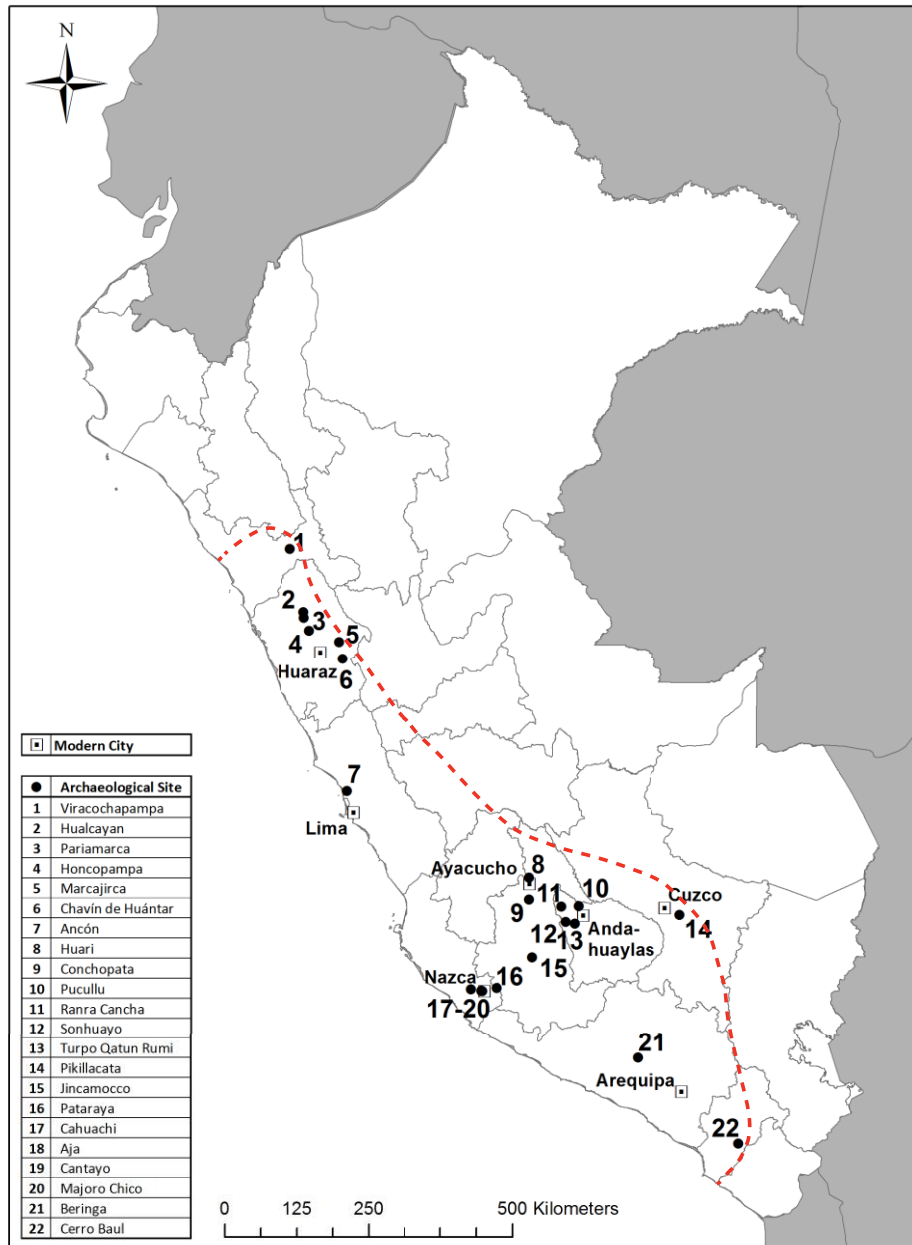 N
1
2
3
4
5
Huaraz
6
7
Lima
Ayacucho
8
11
10
9
Cuzco
12
13
Anda-
huaylas
14
15
Nazca
16
17-20
21
Arequipa
22
Modern City
Archaeological Site
1 Viracochapampa
2 Hualcayan
3 Pariamarca
4 Honcopampa
5 Marcajirca
6 Chavín de Huántar
7 Ancón
8 Huari
9 Conchopata
10 Pucullu
11 Ranra Cancha
12 Sonhuayo
13 Turpo Qatun Rumi
14 Pikillacata
15 Jincamocco
16 Pataraya
17 Cahuachi
18 Aja
19 Cantayo
20 Majoro Chico
21 Beringa
22 Cerro Baul
0 125 250 500 Kilometers